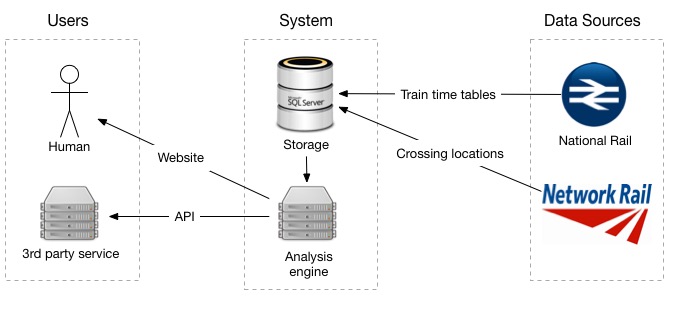 Users
System
Data Sources
Human
Website
API
3rd party service
SQL Server
Storage
Analysis
engine
Train time tables
Crossing locations
National Rail
Network Rail